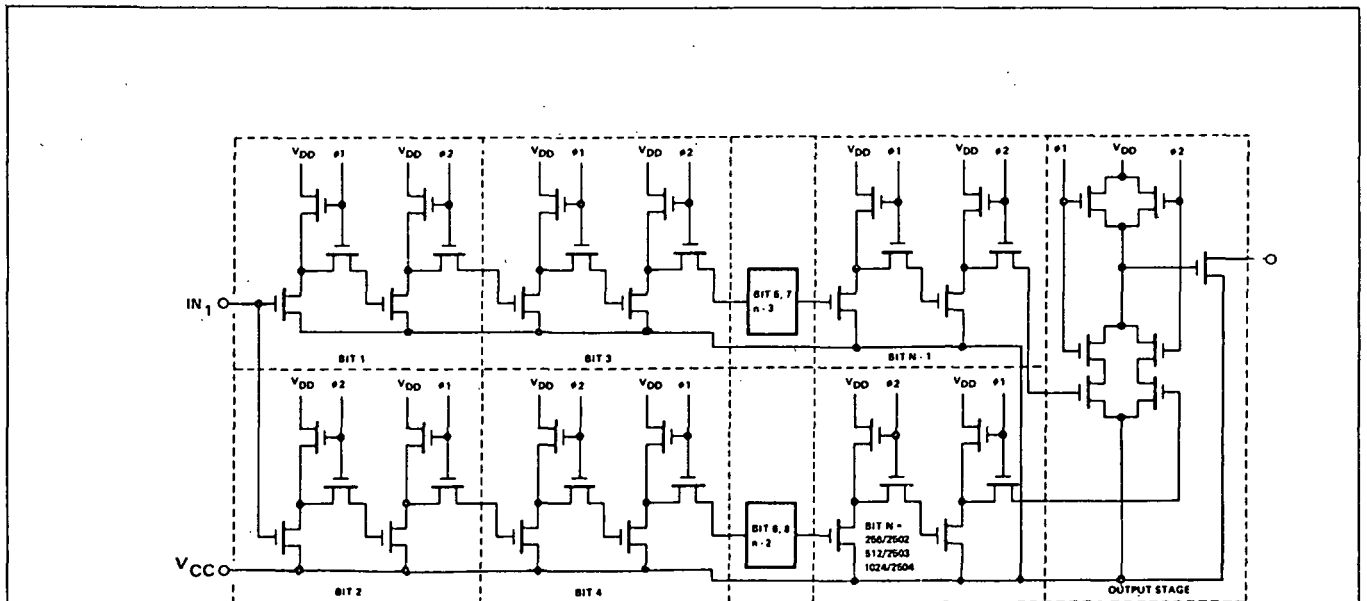 VDD φ1 VDD φ2 VDD φ1 VDD φ2 VDD φ1 VDD φ2 φ1 VDD φ2
IN1
BIT 5, 7
n - 3
BIT 1 BIT 3 BIT N - 1
VDD φ2 VDD φ1 VDD φ2 VDD φ1 VDD φ2 VDD φ1
BIT 6, 8
n - 2
BIT N =
256/2502
512/2503
1024/2504
VCC
BIT 2 BIT 4 OUTPUT STAGE